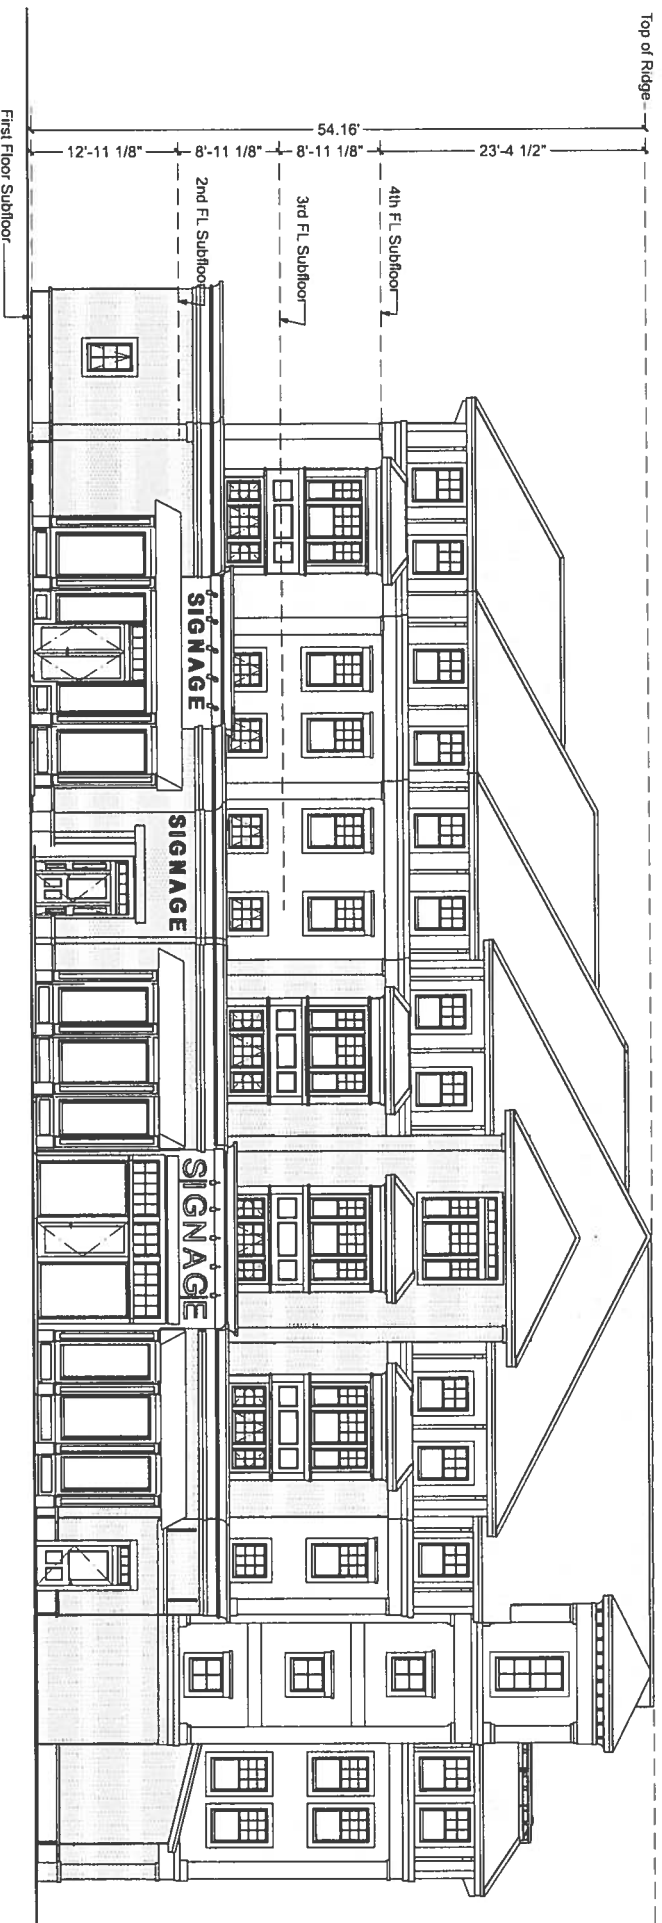 Top of Ridge
54.16'
23'-4 1/2"
8'-11 1/8"
8'-11 1/8"
12'-11 1/8"
4th FL Subfloor
3rd FL Subfloor
2nd FL Subfloor
First Floor Subfloor
SIGNAGE
SIGNAGE
SIGNAGE